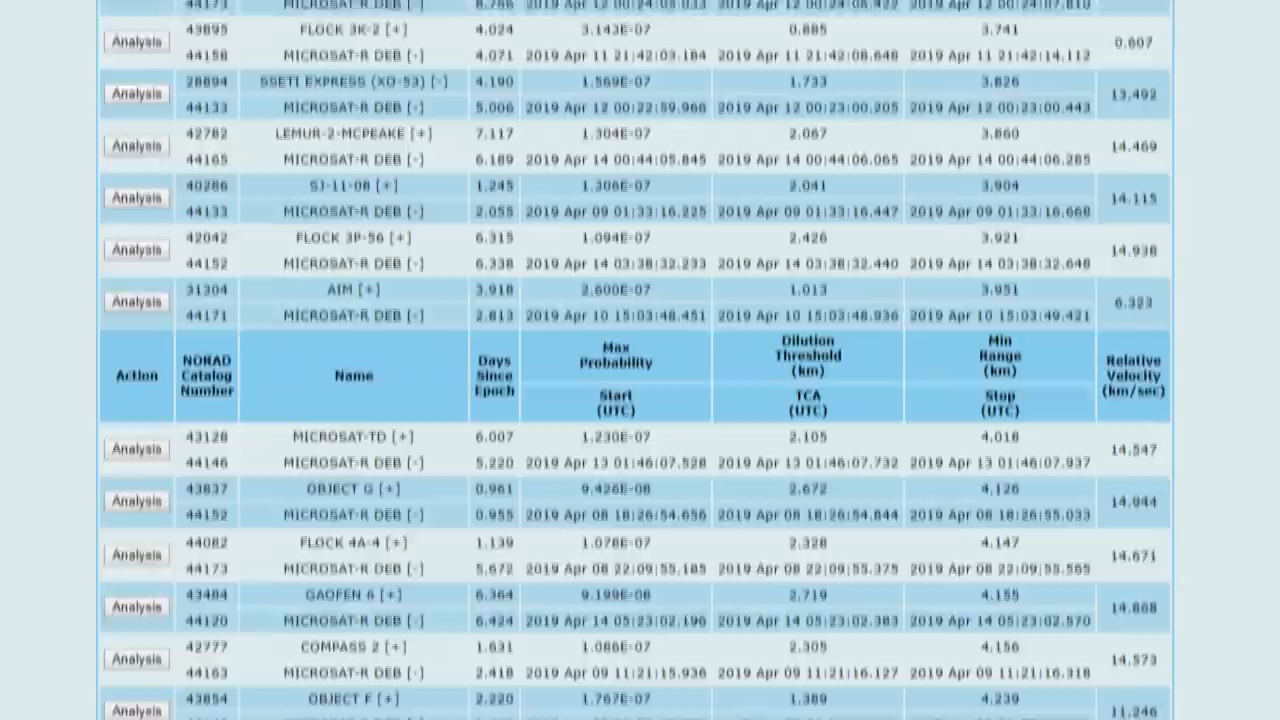 44173 MICROSAT-R DEB [-]
43895 FLOCK 3K-2 [+] 4.024 3.143E-07 0.885 3.741
Analysis 0.607
44158 MICROSAT-R DEB [-] 4.071 2019 Apr 11 21:42:03.184 2019 Apr 11 21:42:08.648 2019 Apr 11 21:42:14.112
28894 SSETI EXPRESS (XO-53) [-] 4.190 1.569E-07 1.733 3.826
Analysis 13.492
44133 MICROSAT-R DEB [-] 5.006 2019 Apr 12 00:22:59.966 2019 Apr 12 00:23:00.205 2019 Apr 12 00:23:00.443
42782 LEMUR-2-MCPEAKE [+] 7.117 1.304E-07 2.067 3.860
Analysis 14.469
44165 MICROSAT-R DEB [-] 6.189 2019 Apr 14 00:44:05.845 2019 Apr 14 00:44:06.065 2019 Apr 14 00:44:06.285
40286 SJ-11-08 [+] 1.245 1.306E-07 2.041 3.904
Analysis 14.115
44133 MICROSAT-R DEB [-] 2.055 2019 Apr 09 01:33:16.225 2019 Apr 09 01:33:16.447 2019 Apr 09 01:33:16.668
42042 FLOCK 3P-56 [+] 6.315 1.094E-07 2.426 3.921
Analysis 14.938
44152 MICROSAT-R DEB [-] 6.338 2019 Apr 14 03:38:32.233 2019 Apr 14 03:38:32.440 2019 Apr 14 03:38:32.648
31304 AIM [+] 3.918 2.600E-07 1.013 3.951
Analysis 6.323
44171 MICROSAT-R DEB [-] 2.813 2019 Apr 10 15:03:48.451 2019 Apr 10 15:03:48.936 2019 Apr 10 15:03:49.421
Action
NORAD
Catalog
Number
Name
Days
Since
Epoch
Max
Probability
Start
(UTC)
Dilution
Threshold
(km)
TCA
(UTC)
Min
Range
(km)
Stop
(UTC)
Relative
Velocity
(km/sec)
43128 MICROSAT-TD [+] 6.007 1.230E-07 2.105 4.018
Analysis 14.547
44146 MICROSAT-R DEB [-] 5.220 2019 Apr 13 01:46:07.528 2019 Apr 13 01:46:07.732 2019 Apr 13 01:46:07.937
43837 OBJECT G [+] 0.961 9.426E-08 2.672 4.126
Analysis 14.944
44152 MICROSAT-R DEB [-] 0.955 2019 Apr 08 18:26:54.656 2019 Apr 08 18:26:54.844 2019 Apr 08 18:26:55.033
44082 FLOCK 4A-4 [+] 1.139 1.078E-07 2.328 4.147
Analysis 14.671
44173 MICROSAT-R DEB [-] 5.672 2019 Apr 08 22:09:55.185 2019 Apr 08 22:09:55.375 2019 Apr 08 22:09:55.565
43484 GAOFEN 6 [+] 6.364 9.199E-08 2.719 4.155
Analysis 14.868
44120 MICROSAT-R DEB [-] 6.424 2019 Apr 14 05:23:02.196 2019 Apr 14 05:23:02.383 2019 Apr 14 05:23:02.570
42777 COMPASS 2 [+] 1.631 1.086E-07 2.305 4.156
Analysis 14.573
44163 MICROSAT-R DEB [-] 2.418 2019 Apr 09 11:21:15.936 2019 Apr 09 11:21:16.127 2019 Apr 09 11:21:16.318
43854 OBJECT F [+] 2.220 1.767E-07 1.389 4.239
Analysis 11.246